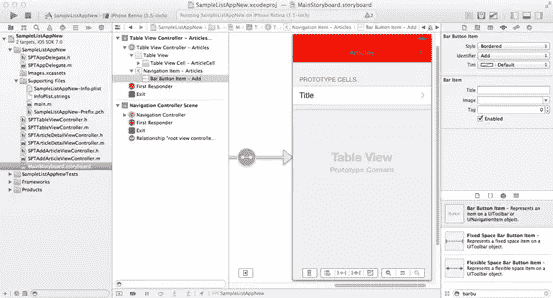 SampleListAppNew.xcodeproj — MainStoryboard.storyboard
Running SampleListAppNew on iPhone Retina (3.5-inch)
iPhone Retina (3.5-inch)
SampleListAppNew
2 targets, iOS SDK 7.0
SampleListAppNew
SPTAppDelegate.h
SPTAppDelegate.m
Images.xcassets
Supporting Files
SampleListAppNew-Info.plist
InfoPlist.strings
main.m
SampleListAppNew-Prefix.pch
SPTTableViewController.h
SPTTableViewController.m
SPTArticleDetailViewController.h
SPTArticleDetailViewController.m
SPTAddArticleViewController.h
SPTAddArticleViewController.m
MainStoryboard.storyboard
SampleListAppNewTests
Frameworks
Products
Table View Controller – Articles...
Table View Controller – Articles
Table View
Table View Cell – ArticleCell
Navigation Item – Articles
Bar Button Item – Add
First Responder
Exit
Navigation Controller Scene
Navigation Controller
First Responder
Exit
Relationship "root view controlle...
Navigation Item – Articles
Bar Button Item – Add
Articles
PROTOTYPE CELLS
Title
Table View
Prototype Content
SampleListAppNew
Bar Button Item
Style Bordered
Identifier Add
Tint Default
Bar Item
Title
Image
Tag 0
Enabled
Bar Button Item – Represents an item on a UIToolbar or UINavigationItem object.
Fixed Space Bar Button Item – Represents a fixed space item on a UIToolbar object.
Flexible Space Bar Button Item – Represents a flexible space item on a UIToolbar object.
barbu